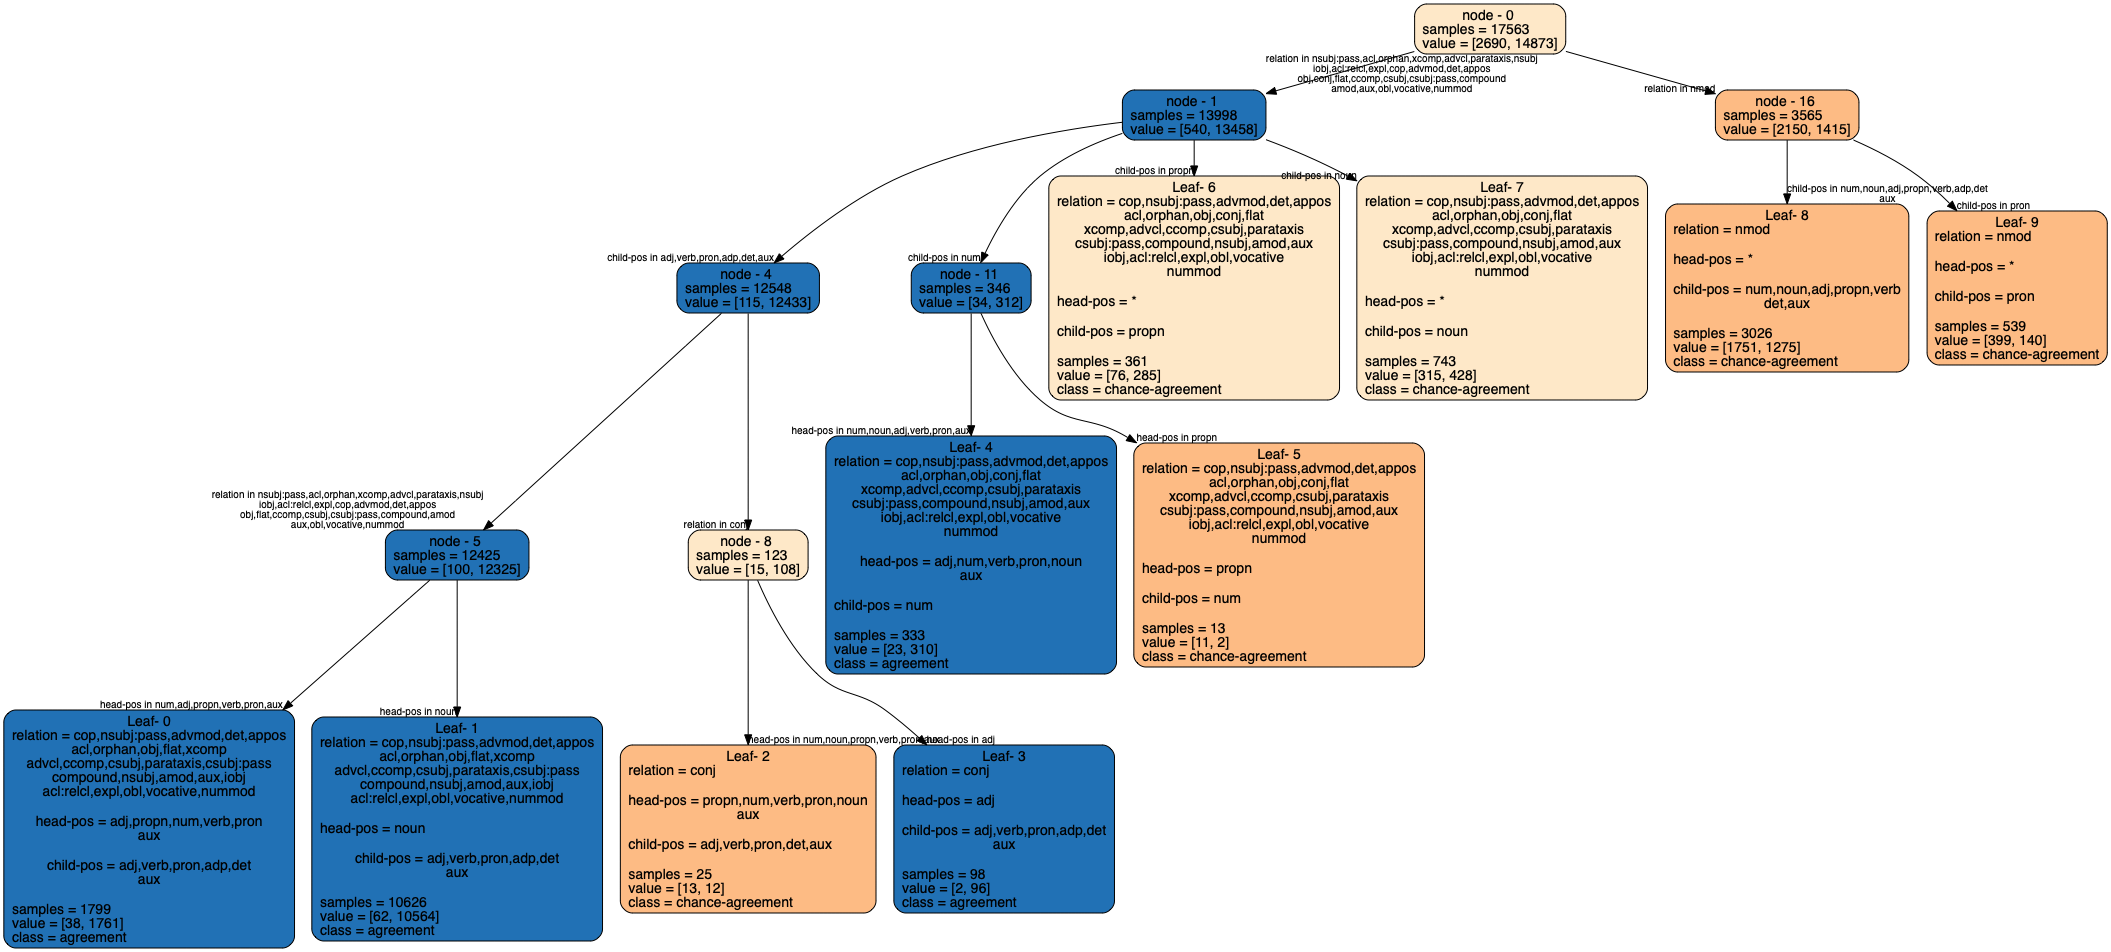 node - 0
samples = 17563
value = [2690, 14873]
relation in nsubj:pass,acl,orphan,xcomp,advcl,parataxis,nsubj
iobj,acl:relcl,expl,cop,advmod,det,appos
obj,conj,flat,ccomp,csubj,csubj:pass,compound
amod,aux,obl,vocative,nummod
relation in nmod
node - 1
samples = 13998
value = [540, 13458]
node - 16
samples = 3565
value = [2150, 1415]
child-pos in adj,verb,pron,adp,det,aux
child-pos in num
child-pos in propn
child-pos in noun
child-pos in num,noun,adj,propn,verb,adp,det
aux
child-pos in pron
Leaf- 6
relation = cop,nsubj:pass,advmod,det,appos
acl,orphan,obj,conj,flat
xcomp,advcl,ccomp,csubj,parataxis
csubj:pass,compound,nsubj,amod,aux
iobj,acl:relcl,expl,obl,vocative
nummod
head-pos = *
child-pos = propn
samples = 361
value = [76, 285]
class = chance-agreement
Leaf- 7
relation = cop,nsubj:pass,advmod,det,appos
acl,orphan,obj,conj,flat
xcomp,advcl,ccomp,csubj,parataxis
csubj:pass,compound,nsubj,amod,aux
iobj,acl:relcl,expl,obl,vocative
nummod
head-pos = *
child-pos = noun
samples = 743
value = [315, 428]
class = chance-agreement
Leaf- 8
relation = nmod
head-pos = *
child-pos = num,noun,adj,propn,verb
det,aux
samples = 3026
value = [1751, 1275]
class = chance-agreement
Leaf- 9
relation = nmod
head-pos = *
child-pos = pron
samples = 539
value = [399, 140]
class = chance-agreement
node - 4
samples = 12548
value = [115, 12433]
node - 11
samples = 346
value = [34, 312]
head-pos in num,noun,adj,verb,pron,aux
head-pos in propn
Leaf- 4
relation = cop,nsubj:pass,advmod,det,appos
acl,orphan,obj,conj,flat
xcomp,advcl,ccomp,csubj,parataxis
csubj:pass,compound,nsubj,amod,aux
iobj,acl:relcl,expl,obl,vocative
nummod
head-pos = adj,num,verb,pron,noun
aux
child-pos = num
samples = 333
value = [23, 310]
class = agreement
Leaf- 5
relation = cop,nsubj:pass,advmod,det,appos
acl,orphan,obj,conj,flat
xcomp,advcl,ccomp,csubj,parataxis
csubj:pass,compound,nsubj,amod,aux
iobj,acl:relcl,expl,obl,vocative
nummod
head-pos = propn
child-pos = num
samples = 13
value = [11, 2]
class = chance-agreement
relation in nsubj:pass,acl,orphan,xcomp,advcl,parataxis,nsubj
iobj,acl:relcl,expl,cop,advmod,det,appos
obj,flat,ccomp,csubj,csubj:pass,compound,amod
aux,obl,vocative,nummod
relation in conj
node - 5
samples = 12425
value = [100, 12325]
node - 8
samples = 123
value = [15, 108]
head-pos in num,adj,propn,verb,pron,aux
head-pos in noun
head-pos in num,noun,propn,verb,pron,aux
head-pos in adj
Leaf- 0
relation = cop,nsubj:pass,advmod,det,appos
acl,orphan,obj,flat,xcomp
advcl,ccomp,csubj,parataxis,csubj:pass
compound,nsubj,amod,aux,iobj
acl:relcl,expl,obl,vocative,nummod
head-pos = adj,propn,num,verb,pron
aux
child-pos = adj,verb,pron,adp,det
aux
samples = 1799
value = [38, 1761]
class = agreement
Leaf- 1
relation = cop,nsubj:pass,advmod,det,appos
acl,orphan,obj,flat,xcomp
advcl,ccomp,csubj,parataxis,csubj:pass
compound,nsubj,amod,aux,iobj
acl:relcl,expl,obl,vocative,nummod
head-pos = noun
child-pos = adj,verb,pron,adp,det
aux
samples = 10626
value = [62, 10564]
class = agreement
Leaf- 2
relation = conj
head-pos = propn,num,verb,pron,noun
aux
child-pos = adj,verb,pron,det,aux
samples = 25
value = [13, 12]
class = chance-agreement
Leaf- 3
relation = conj
head-pos = adj
child-pos = adj,verb,pron,adp,det
aux
samples = 98
value = [2, 96]
class = agreement